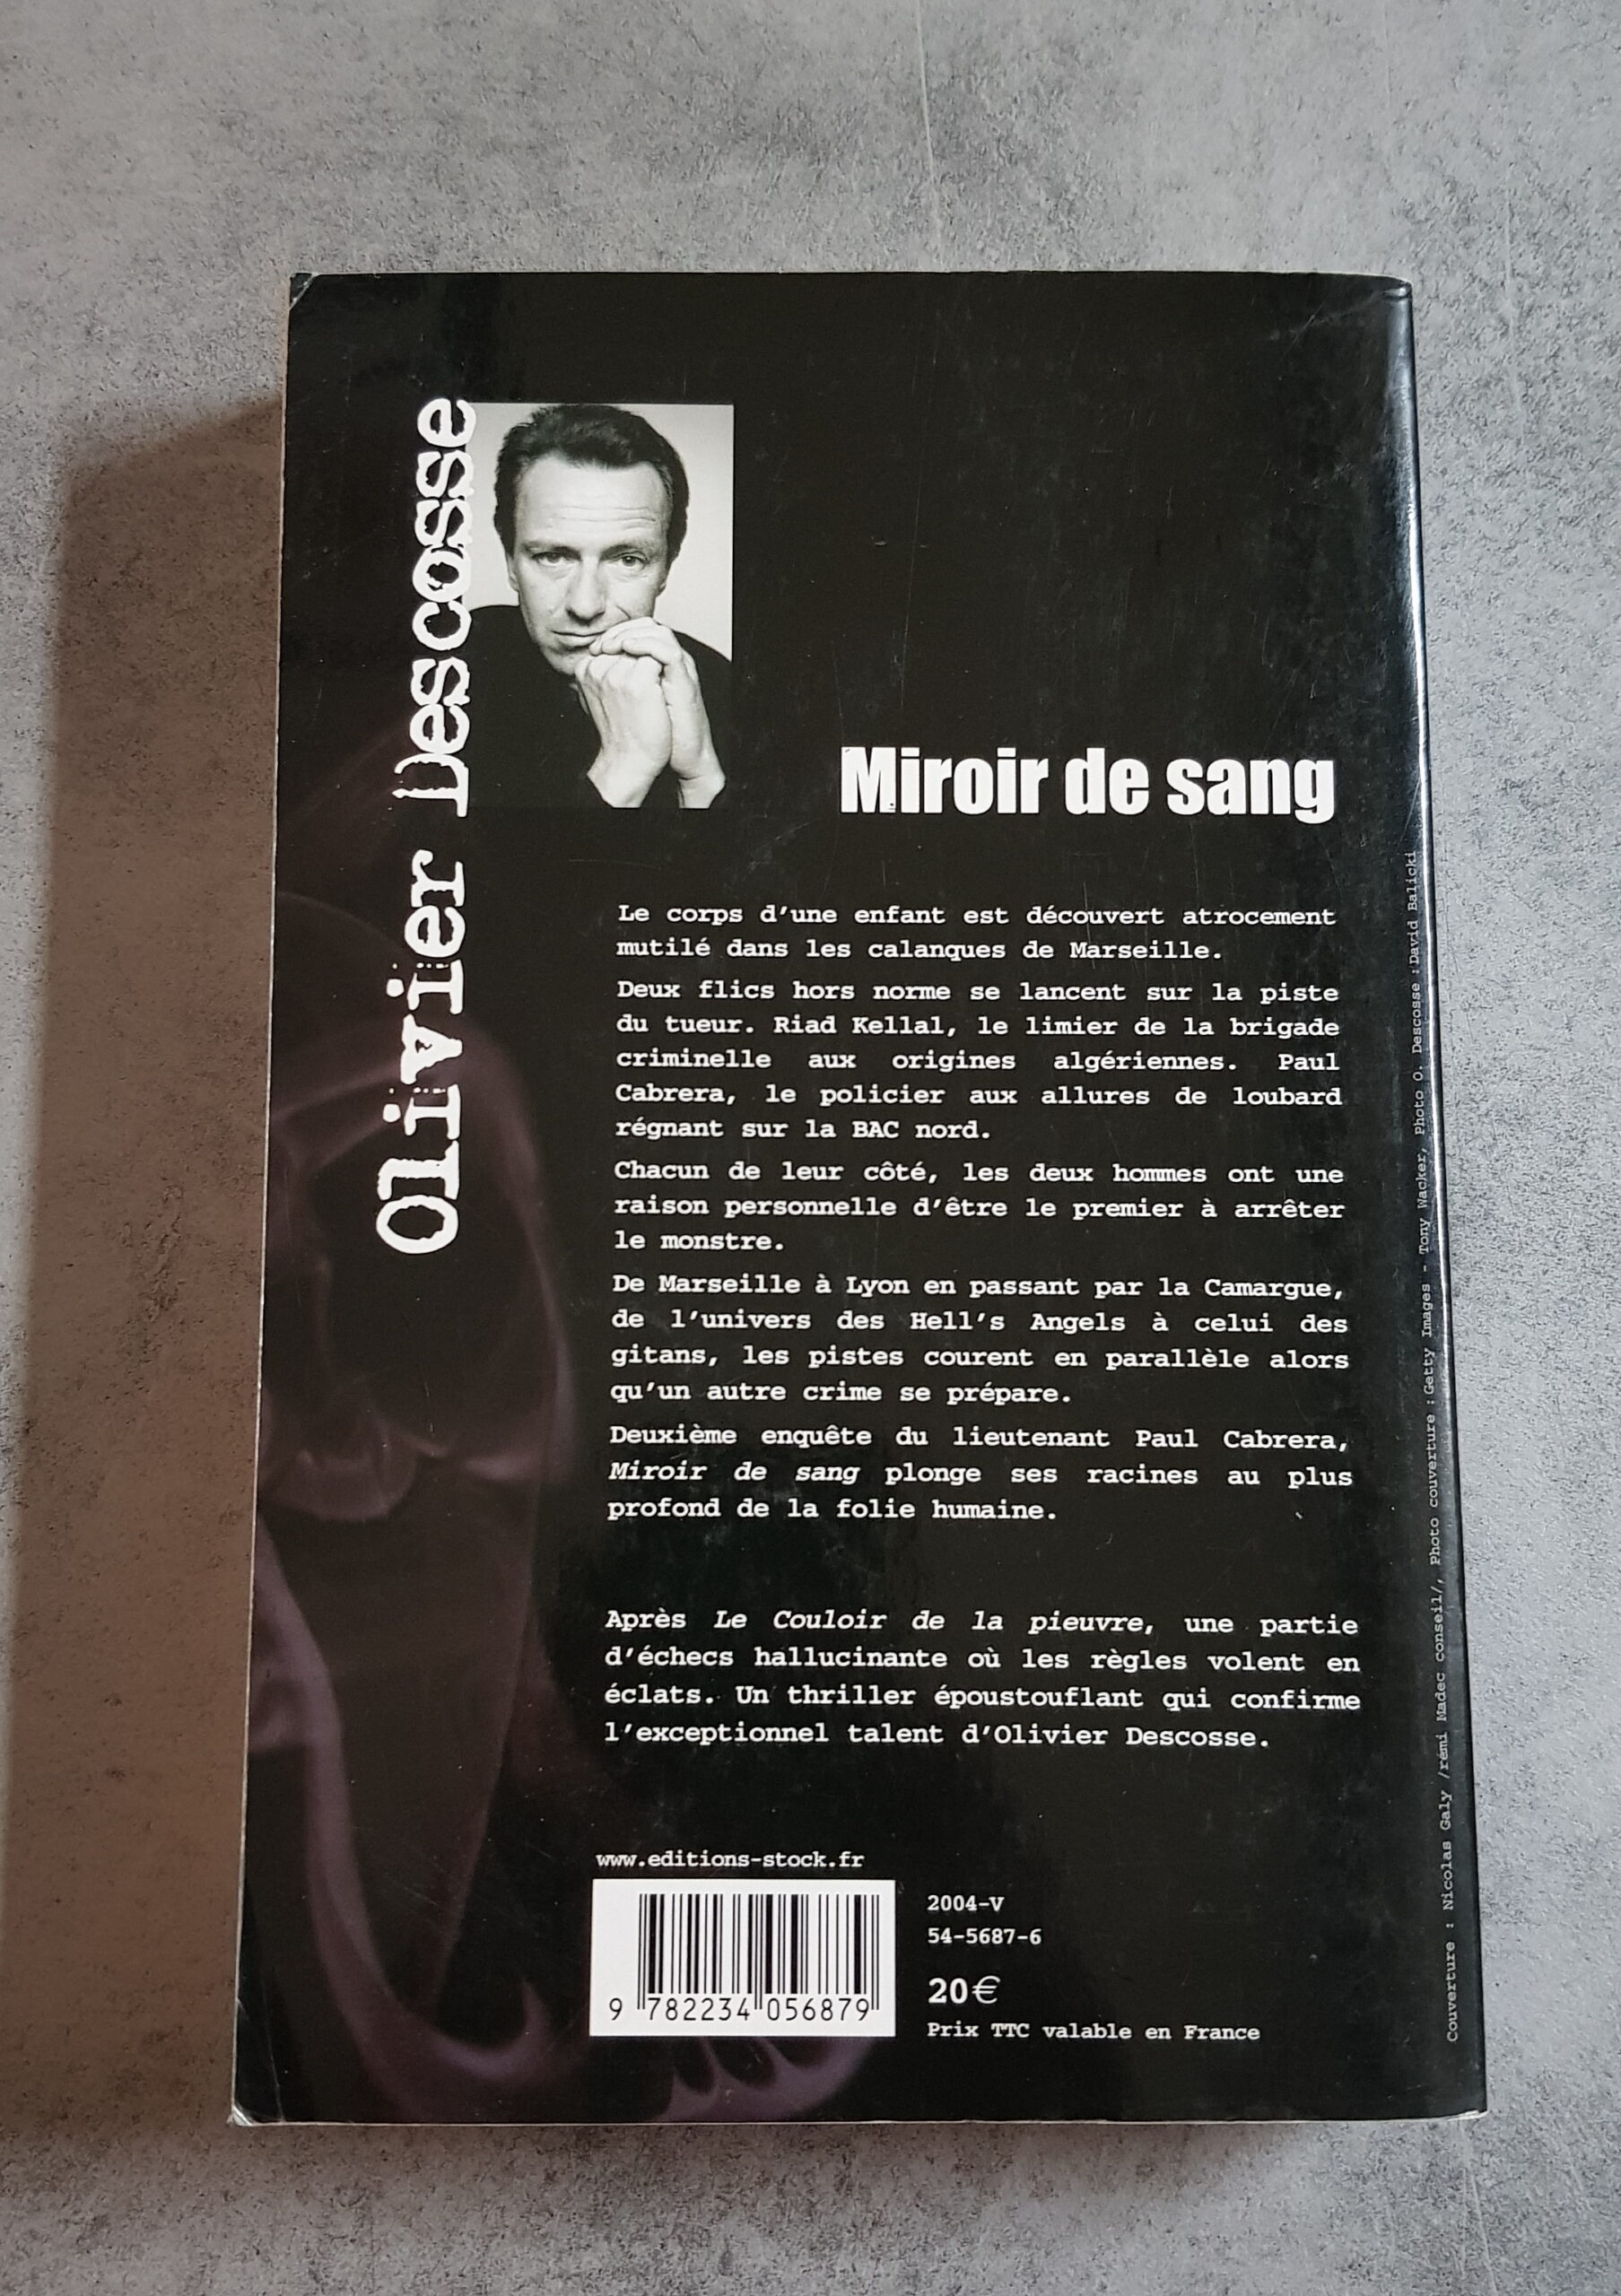 Olivier Descosse
Miroir de sang
Le corps d'une enfant est découvert atrocement
mutilé dans les calanques de Marseille.
Deux flics hors norme se lancent sur la piste
du tueur. Riad Kellal, le limier de la brigade
criminelle aux origines algériennes. Paul
Cabrera, le policier aux allures de loubard
régnant sur la BAC nord.
Chacun de leur côté, les deux hommes ont une
raison personnelle d'être le premier à arrêter
le monstre.
De Marseille à Lyon en passant par la Camargue,
de l'univers des Hell's Angels à celui des
gitans, les pistes courent en parallèle alors
qu'un autre crime se prépare.
Deuxième enquête du lieutenant Paul Cabrera,
Miroir de sang plonge ses racines au plus
profond de la folie humaine.
Après Le Couloir de la pieuvre, une partie
d'échecs hallucinante où les règles volent en
éclats. Un thriller époustouflant qui confirme
l'exceptionnel talent d'Olivier Descosse.
www.editions-stock.fr
9 782234 056879
2004-V
54-5687-6
20€
Prix TTC valable en France
Couverture : Nicolas Galy /rémi Madec conseil/, Photo couverture : Getty Images - Tony Wacker, Photo O. Descosse : David Balicki